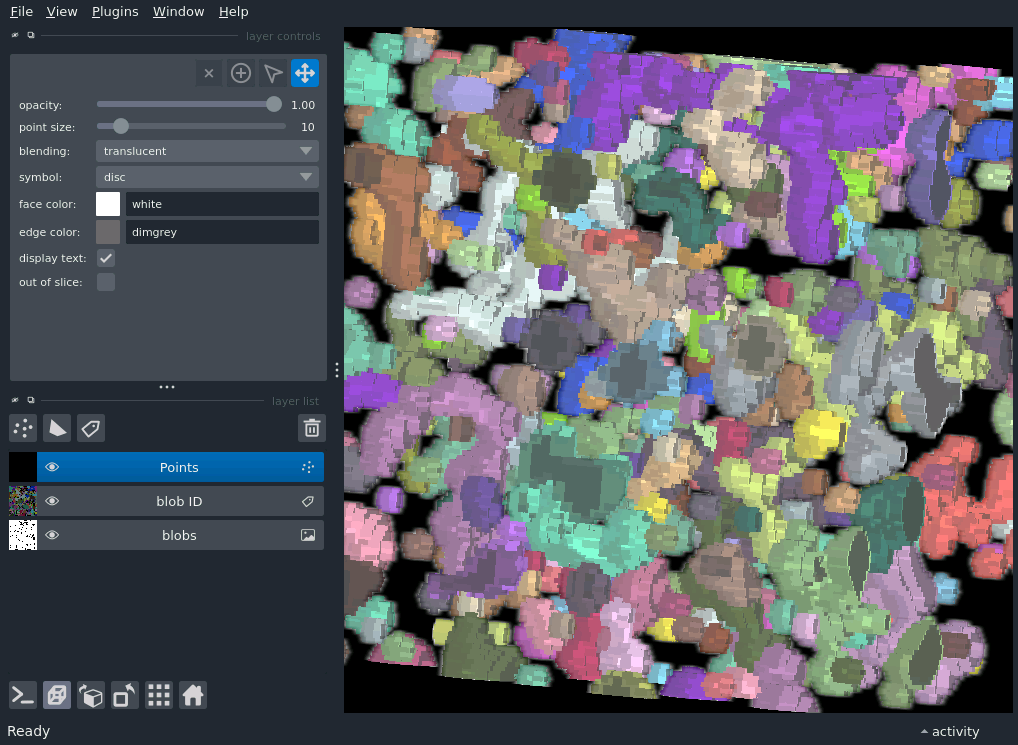 File View Plugins Window Help
layer controls
opacity: 1.00
point size: 10
blending: translucent
symbol: disc
face color: white
edge color: dimgrey
display text:
out of slice:
layer list
Points
blob ID
blobs
Ready activity